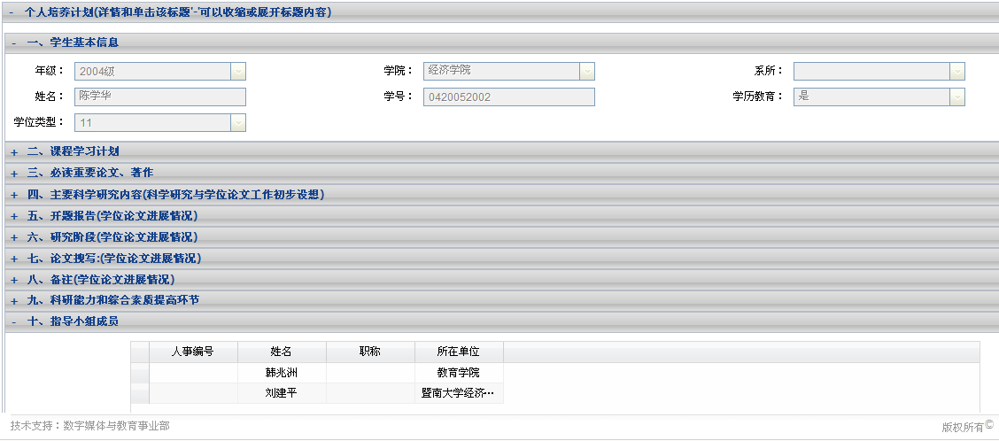 - 个人培养计划(详情和单击该标题'-'可以收缩或展开标题内容)
- 一、学生基本信息
年级： 2004级 学院： 经济学院 系所：
姓名： 陈学华 学号： 0420052002 学历教育： 是
学位类型： 11
+ 二、课程学习计划
+ 三、必读重要论文、著作
+ 四、主要科学研究内容(科学研究与学位论文工作初步设想)
+ 五、开题报告(学位论文进展情况)
+ 六、研究阶段(学位论文进展情况)
+ 七、论文拽写:(学位论文进展情况)
+ 八、备注(学位论文进展情况)
+ 九、科研能力和综合素质提高环节
- 十、指导小组成员
人事编号 姓名 职称 所在单位
韩兆洲 教育学院
刘建平 暨南大学经济…
技术支持：数字媒体与教育事业部 版权所有©